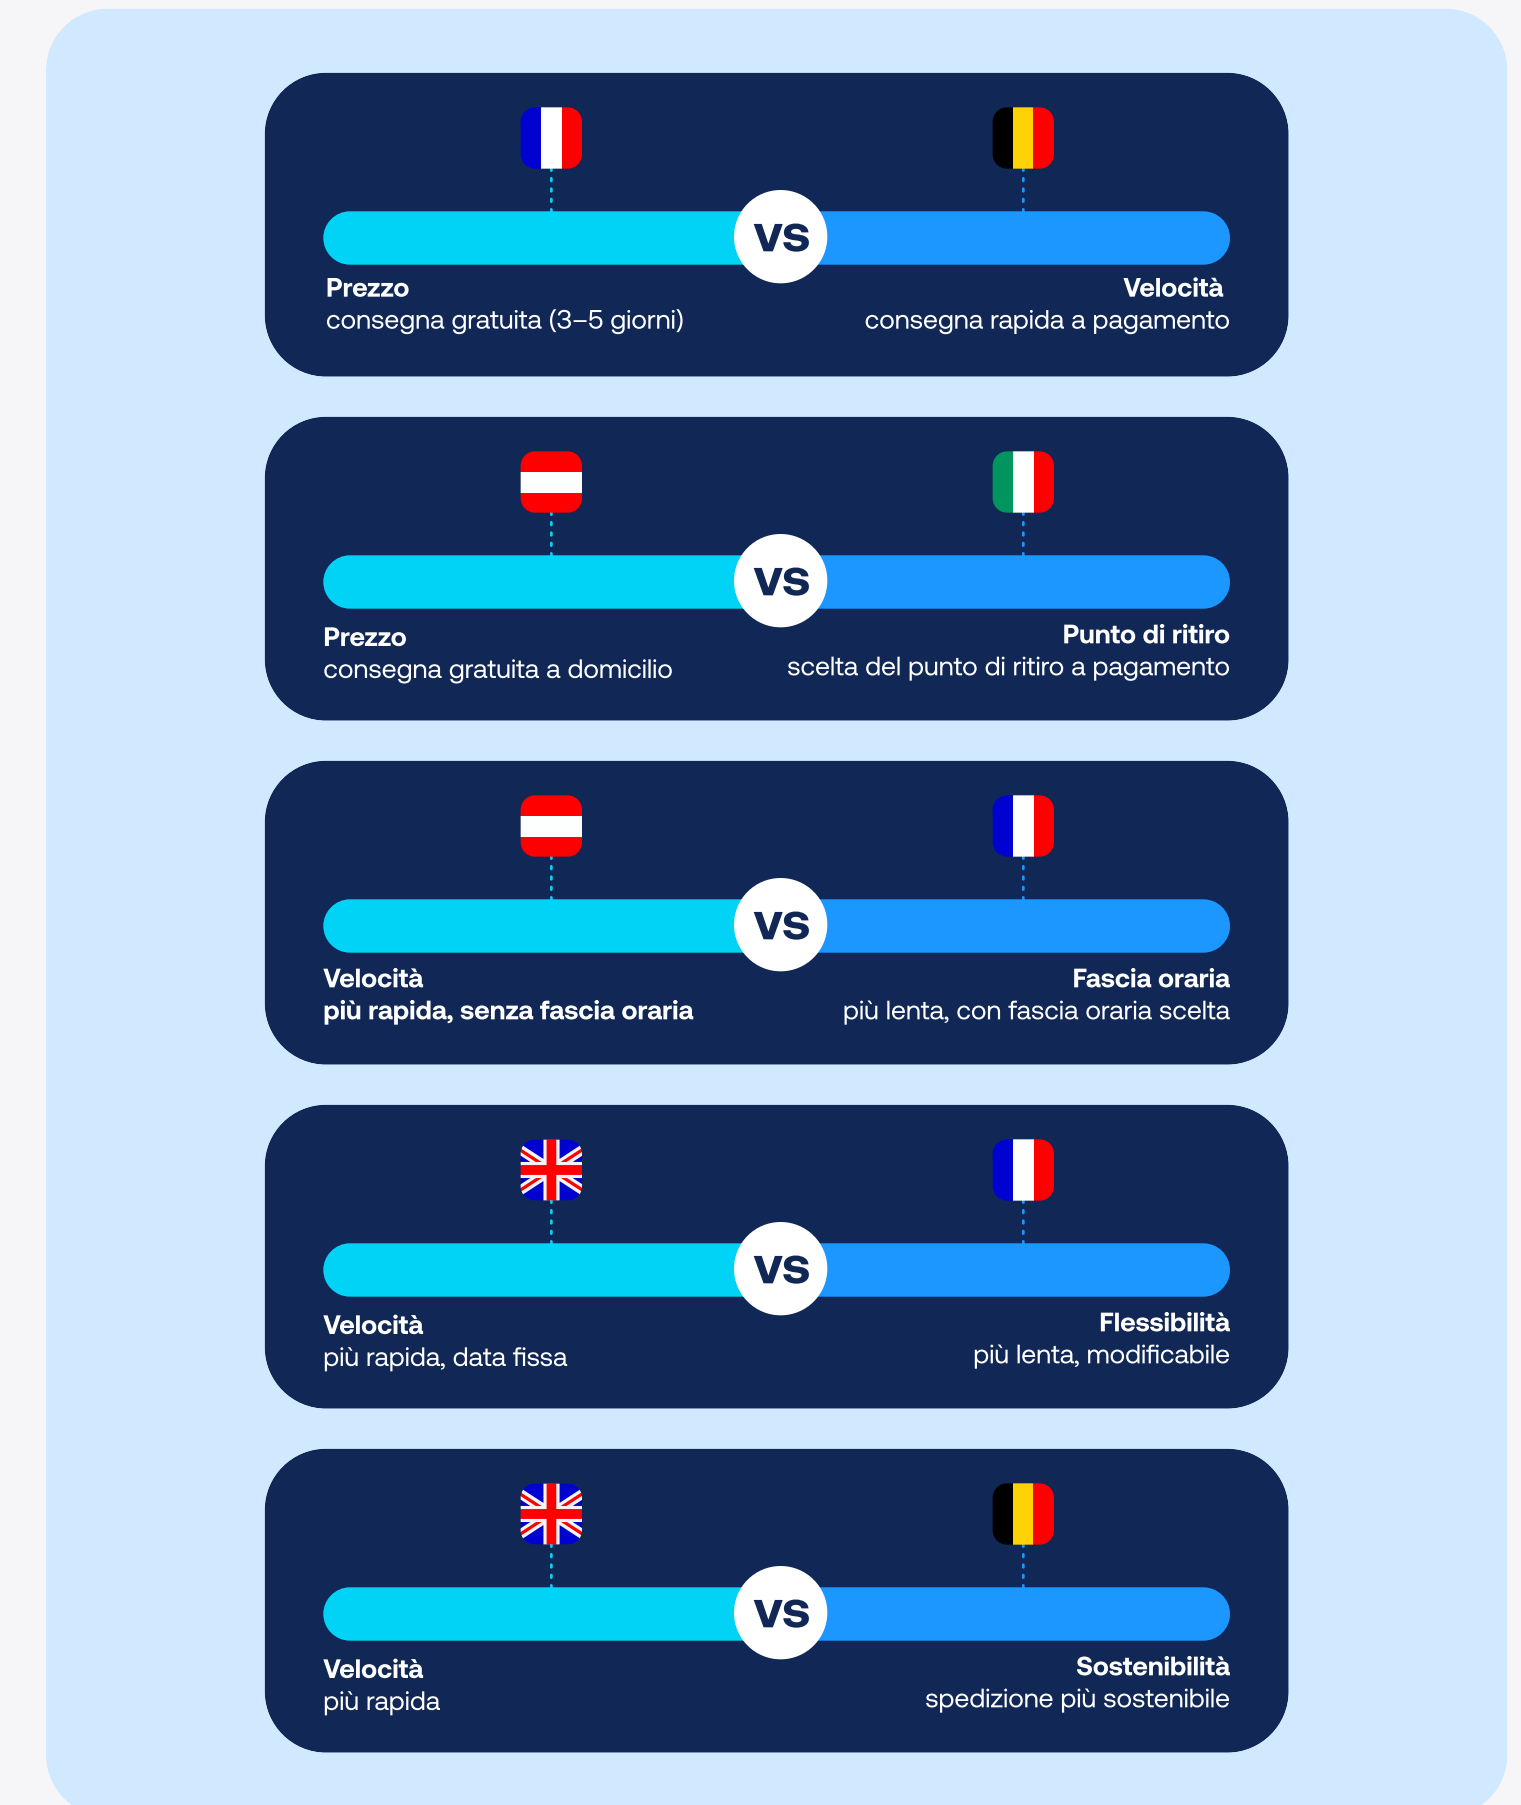 VS
Prezzo
consegna gratuita (3–5 giorni)
Velocità
consegna rapida a pagamento
VS
Prezzo
consegna gratuita a domicilio
Punto di ritiro
scelta del punto di ritiro a pagamento
VS
Velocità
più rapida, senza fascia oraria
Fascia oraria
più lenta, con fascia oraria scelta
VS
Velocità
più rapida, data fissa
Flessibilità
più lenta, modificabile
VS
Velocità
più rapida
Sostenibilità
spedizione più sostenibile